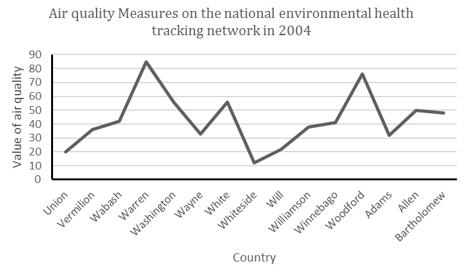 Air quality Measures on the national environmental health
tracking network in 2004
Value of air quality
90
80
70
60
50
40
30
20
10
0
Union
Vermilion
Wabash
Warren
Washington
Wayne
White
Whiteside
Will
Williamson
Winnebago
Woodford
Adams
Allen
Bartholomew
Country